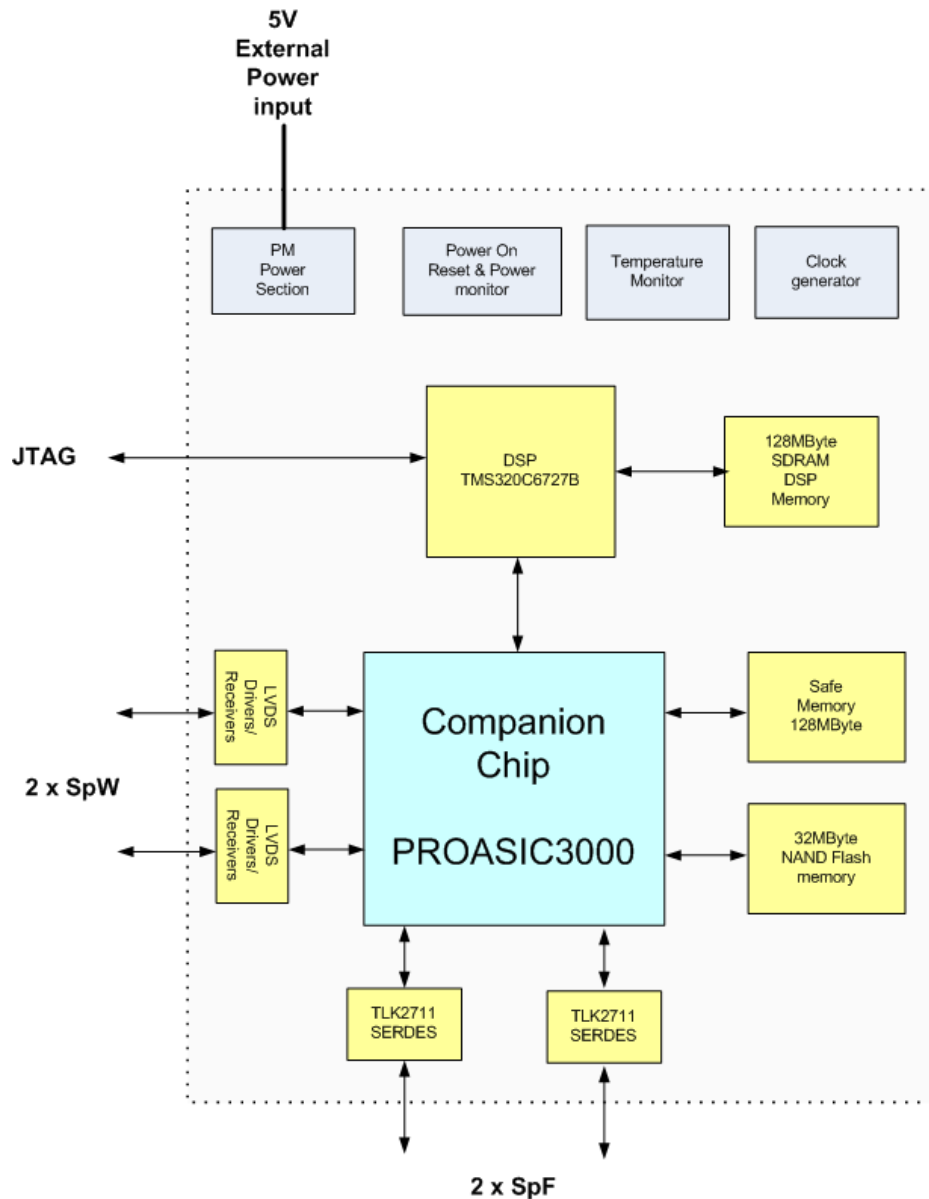 5V
External
Power
input
PM
Power
Section
Power On
Reset & Power
monitor
Temperature
Monitor
Clock
generator
JTAG
DSP
TMS320C6727B
128MByte
SDRAM
DSP
Memory
LVDS
Drivers/
Receivers
2 x SpW
LVDS
Drivers/
Receivers
Companion
Chip
PROASIC3000
Safe
Memory
128MByte
32MByte
NAND Flash
memory
TLK2711
SERDES
TLK2711
SERDES
2 x SpF